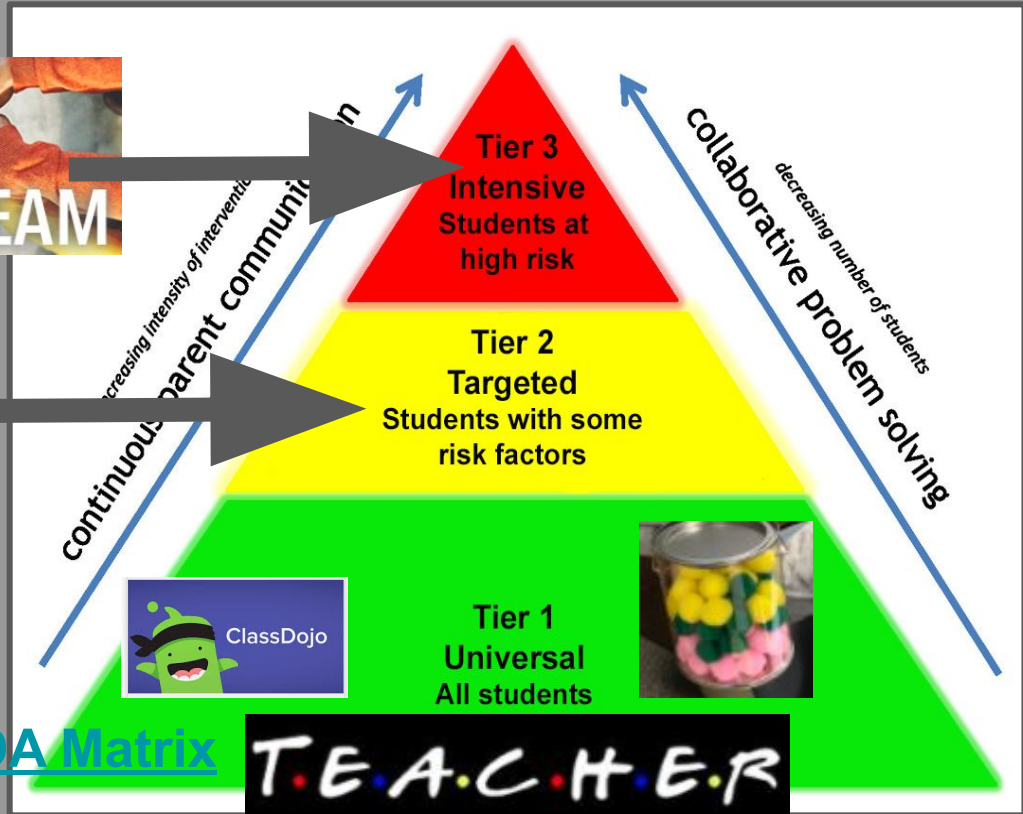 Tier 3
Intensive
Students at
high risk
EAM
continuous parent communication
intensity of intervention
collaborative problem solving
decreasing number of students
Tier 2
Targeted
Students with some
risk factors
ClassDojo
Tier 1
Universal
All students
Matrix
T.E.A.C.H.E.R